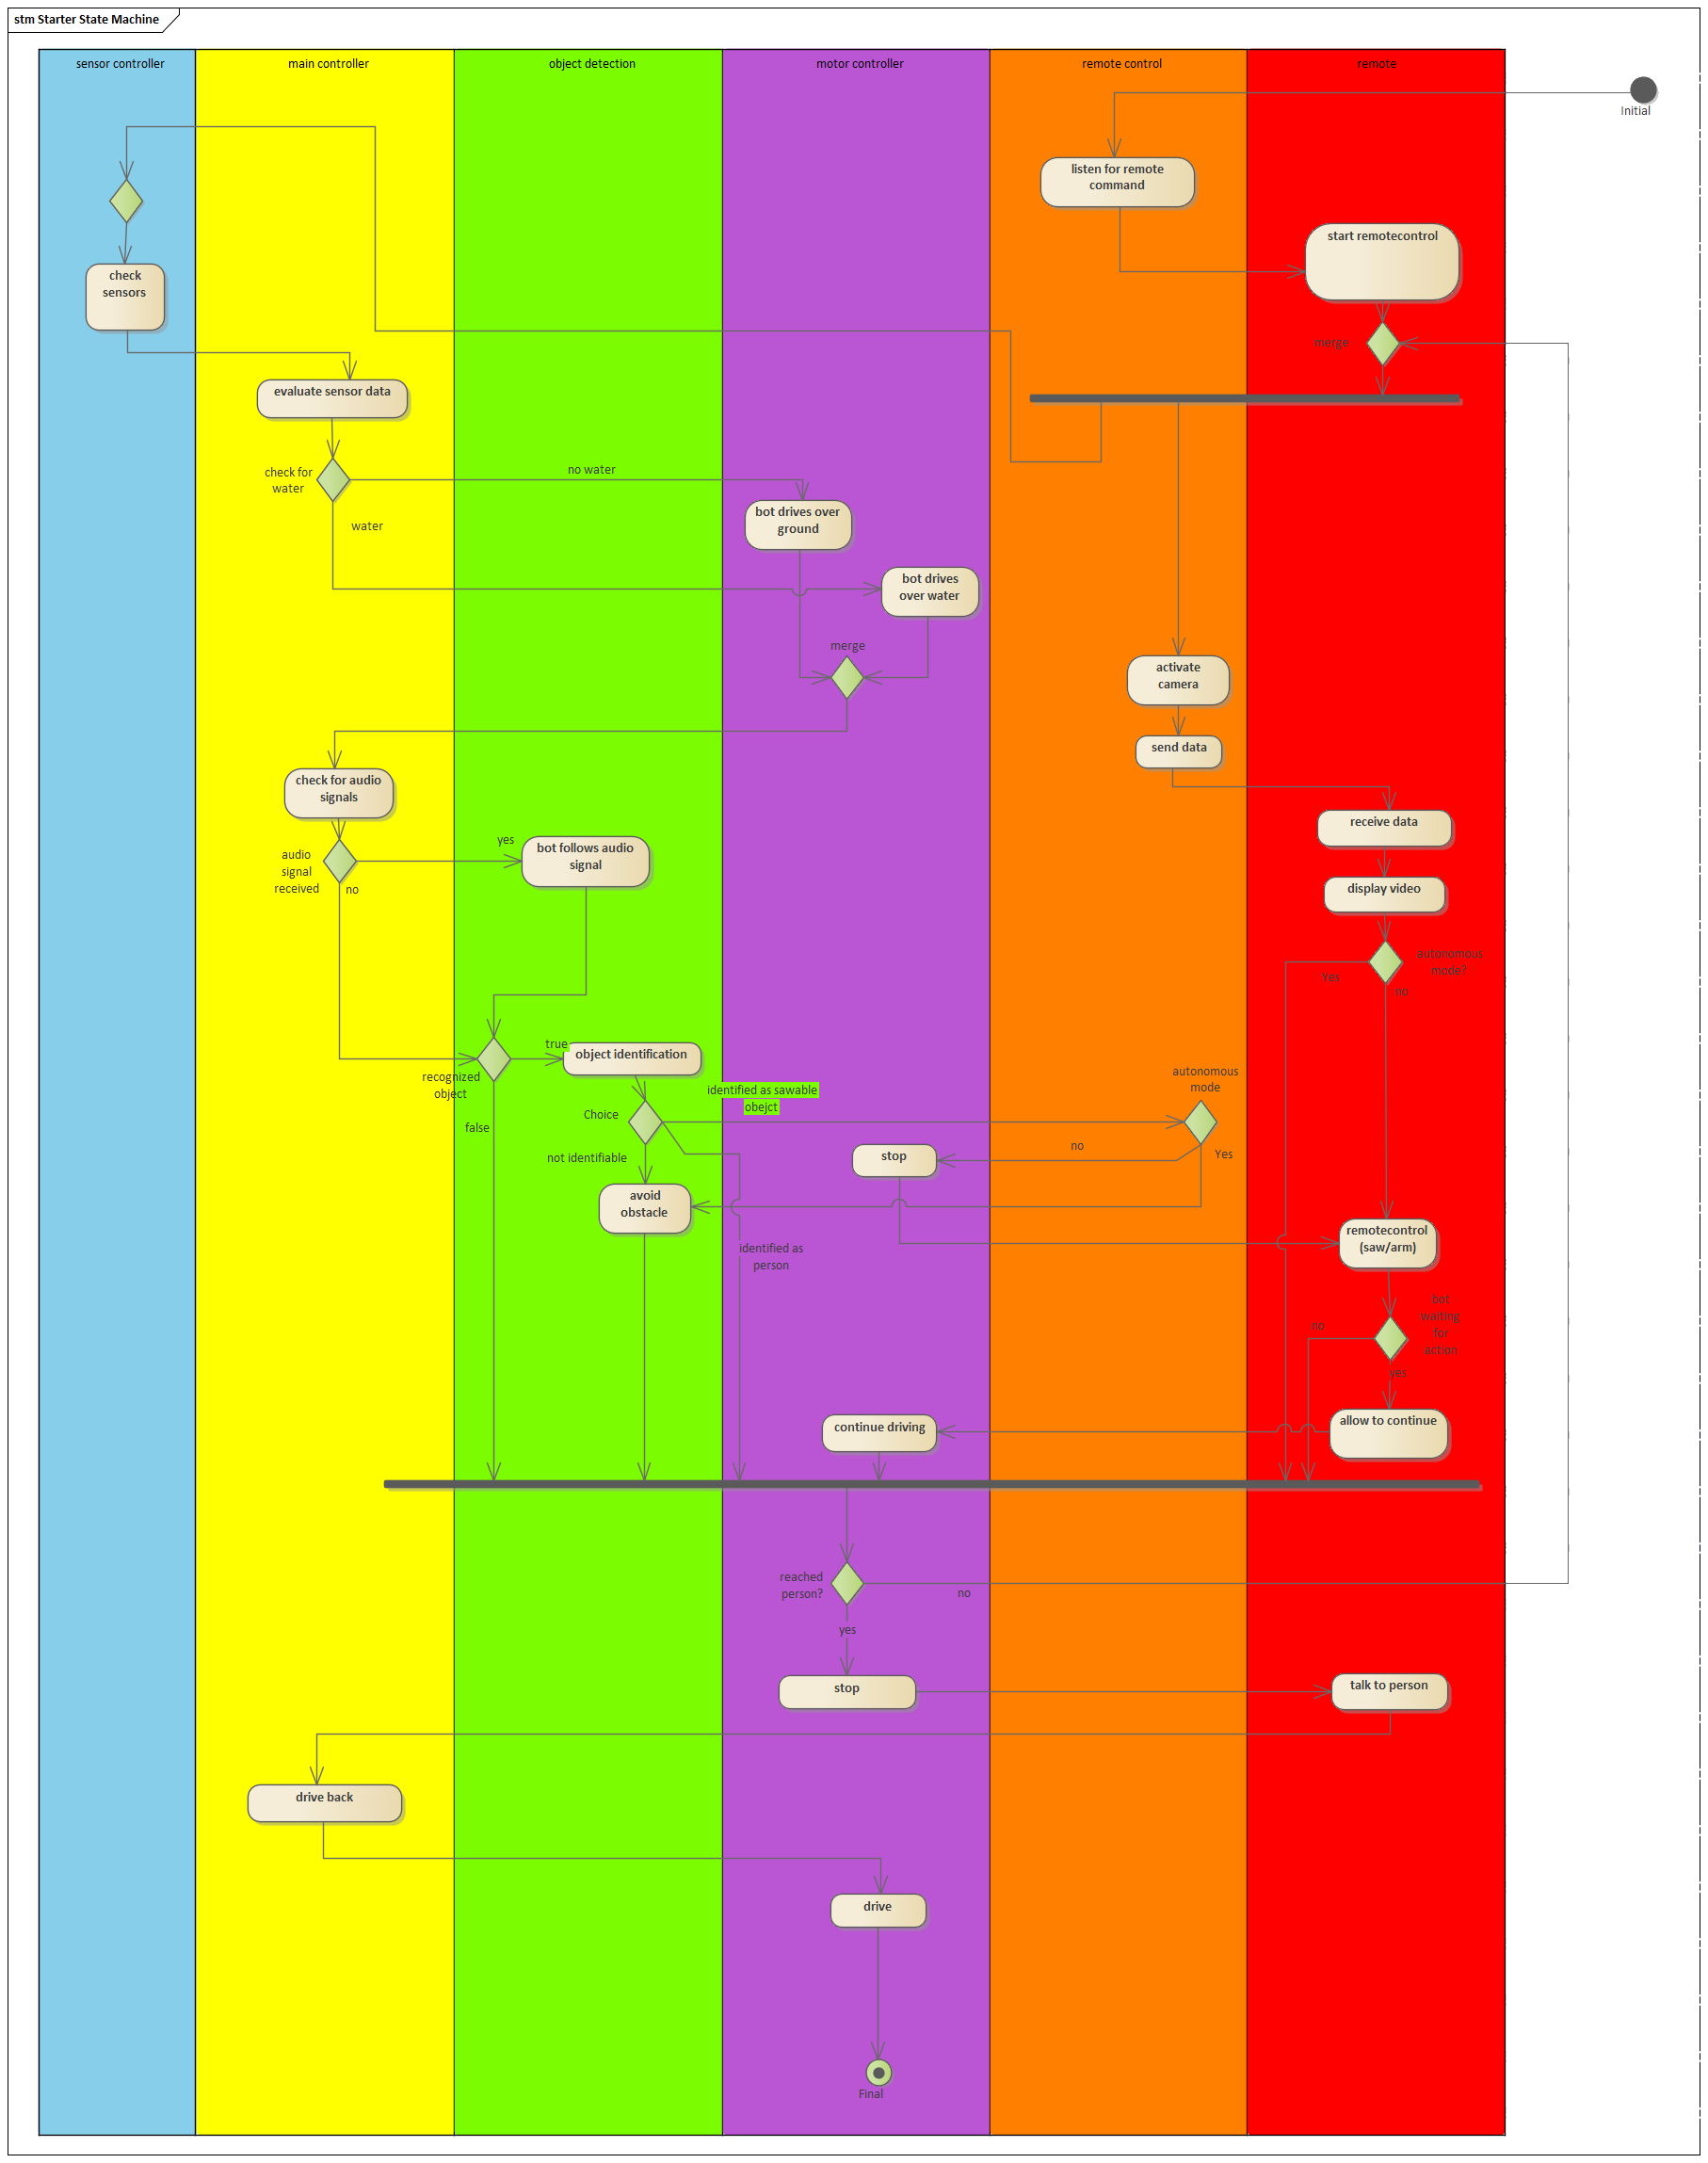 stm Starter State Machine
sensor controller
main controller
object detection
motor controller
remote control
remote
Initial
listen for remote
command
start remotecontrol
check
sensors
merge
evaluate sensor data
check for
water
no water
water
bot drives over
ground
bot drives
over water
merge
activate
camera
send data
check for audio
signals
receive data
yes
bot follows audio
signal
audio
signal
received
no
display video
autonomous
mode?
Yes
no
true
object identification
recognized
object
false
identified as sawable
obejct
autonomous
mode
Choice
no
Yes
stop
not identifiable
avoid
obstacle
identified as
person
remotecontrol
(saw/arm)
bot
waiting
for
action
no
yes
allow to continue
continue driving
reached
person?
no
yes
stop
talk to person
drive back
drive
Final